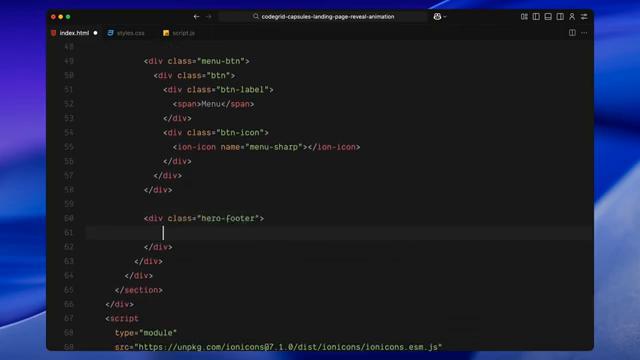 codegrid-capsules-landing-page-reveal-animation
index.html
styles.css
script.js
48
49 <div class="menu-btn">
50 <div class="btn">
51 <div class="btn-label">
52 <span>Menu</span>
53 </div>
54 <div class="btn-icon">
55 <ion-icon name="menu-sharp"></ion-icon>
56 </div>
57 </div>
58 </div>
59
60 <div class="hero-footer">
61
62 </div>
63 </div>
64 </div>
65 </section>
66 </div>
67 <script
68 type="module"
69 src="https://unpkg.com/ionicons@7.1.0/dist/ionicons/ionicons.esm.js"